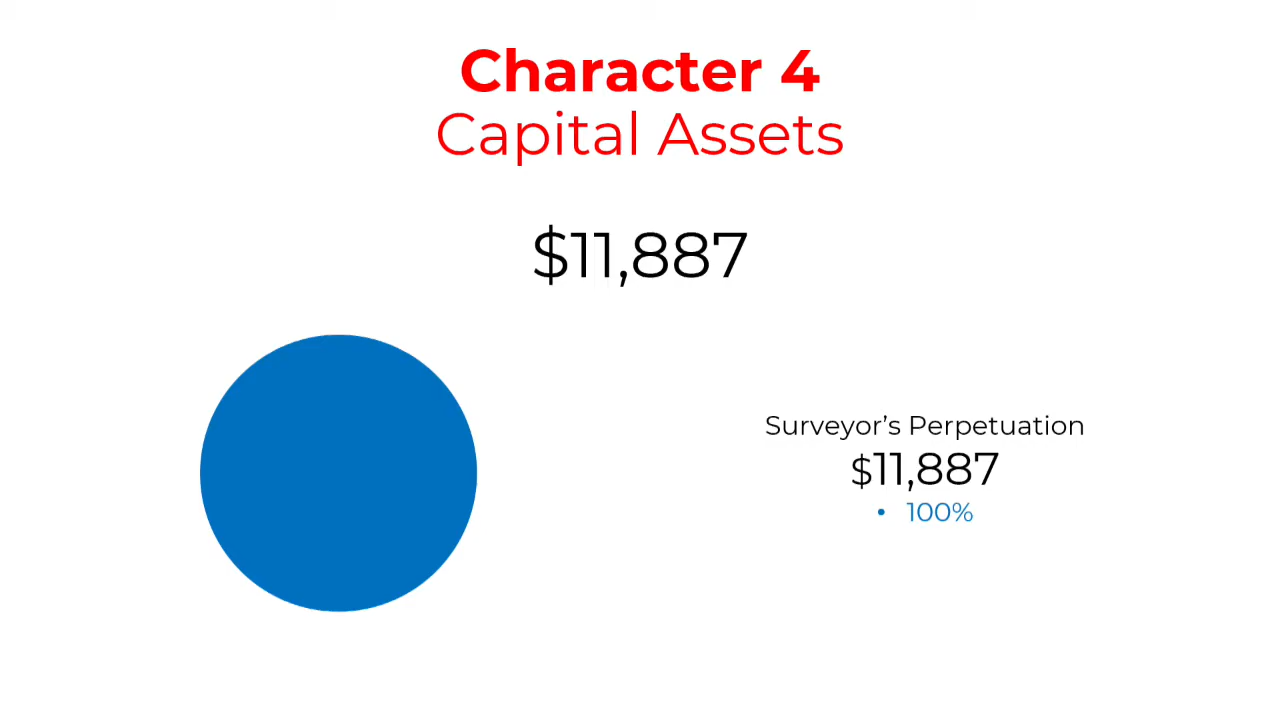 Character 4
Capital Assets
$11,887
Surveyor’s Perpetuation
$11,887
• 100%